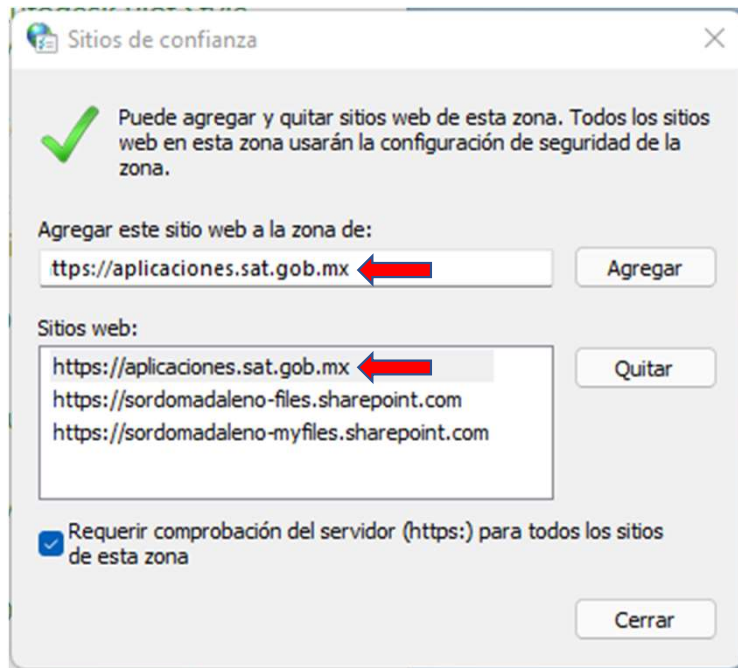 Sitios de confianza
Puede agregar y quitar sitios web de esta zona. Todos los sitios
web en esta zona usarán la configuración de seguridad de la
zona.
Agregar este sitio web a la zona de:
ttps://aplicaciones.sat.gob.mx
Agregar
Sitios web:
https://aplicaciones.sat.gob.mx
Quitar
https://sordomadaleno-files.sharepoint.com
https://sordomadaleno-myfiles.sharepoint.com
Requerir comprobación del servidor (https:) para todos los sitios
de esta zona
Cerrar